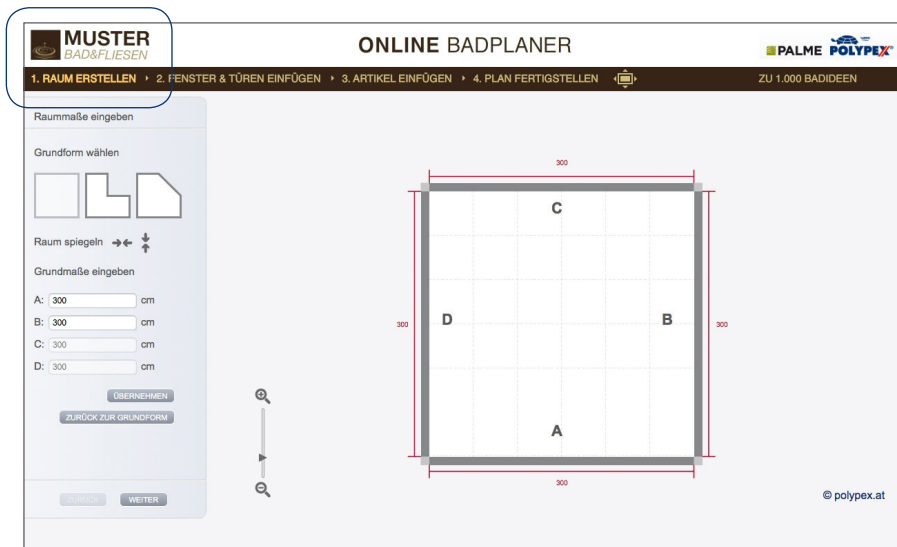 MUSTER
BAD&FLIESEN
ONLINE BADPLANER
PALME POLYPEX
1. RAUM ERSTELLEN 2. FENSTER & TÜREN EINFÜGEN 3. ARTIKEL EINFÜGEN 4. PLAN FERTIGSTELLEN ZU 1.000 BADIDEEN
Raummaße eingeben
Grundform wählen
Raum spiegeln
Grundmaße eingeben
A: 300 cm
B: 300 cm
C: 300 cm
D: 300 cm
ÜBERNEHMEN
ZURÜCK ZUR GRUNDFORM
ZURÜCK WEITER
300
C
300 D B 300
A
300
© polypex.at